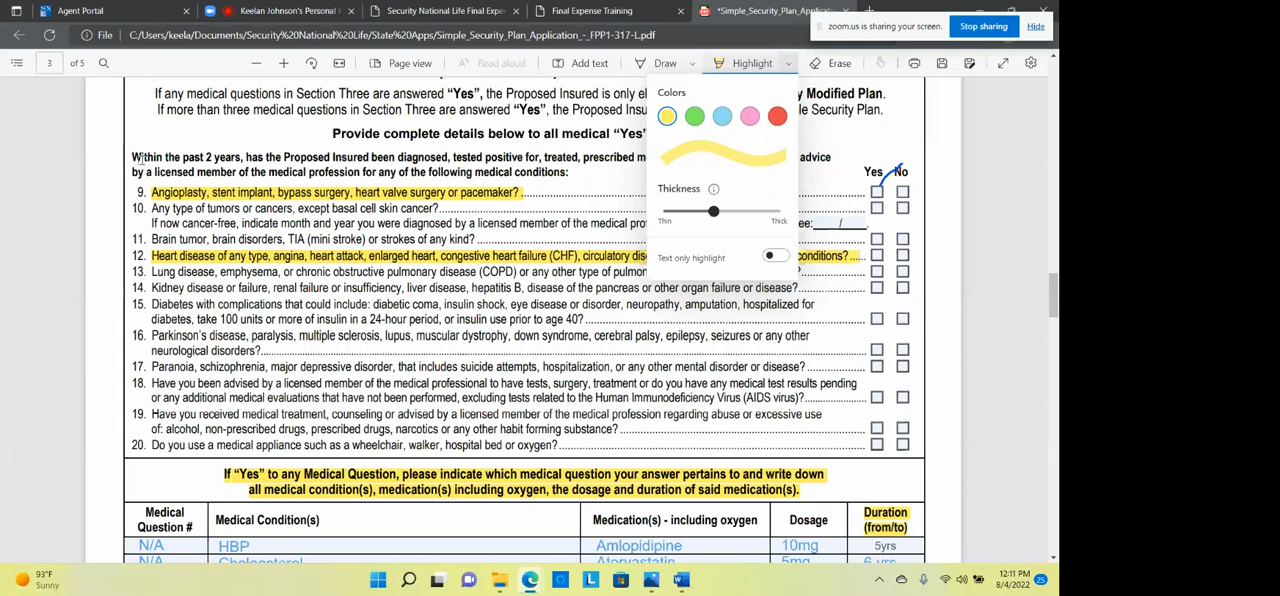 Agent Portal
Keelan Johnson's Personal
Security National Life Final Expe
Final Expense Training
*Simple_Security_Plan_Applicatio
zoom.us is sharing your screen.
Stop sharing
Hide
File
C:/Users/keela/Documents/Security%20National%20Life/State%20Apps/Simple_Security_Plan_Application_-_FPP1-317-L.pdf
3 of 5
Page view
Read aloud
Add text
Draw
Highlight
Erase
If any medical questions in Section Three are answered "Yes", the Proposed Insured is only el
y Modified Plan.
If more than three medical questions in Section Three are answered "Yes", the Proposed Insu
le Security Plan.
Provide complete details below to all medical "Yes"
Colors
Thickness
Thin
Thick
Text only highlight
Within the past 2 years, has the Proposed Insured been diagnosed, tested positive for, treated, prescribed m
advice
by a licensed member of the medical profession for any of the following medical conditions:
Yes No
9. Angioplasty, stent implant, bypass surgery, heart valve surgery or pacemaker?
10. Any type of tumors or cancers, except basal cell skin cancer?
If now cancer-free, indicate month and year you were diagnosed by a licensed member of the medical pro
ee: ___/___.
11. Brain tumor, brain disorders, TIA (mini stroke) or strokes of any kind?
12. Heart disease of any type, angina, heart attack, enlarged heart, congestive heart failure (CHF), circulatory dis
onditions?
13. Lung disease, emphysema, or chronic obstructive pulmonary disease (COPD) or any other type of pulmon
?
14. Kidney disease or failure, renal failure or insufficiency, liver disease, hepatitis B, disease of the pancreas or other organ failure or disease?
15. Diabetes with complications that could include: diabetic coma, insulin shock, eye disease or disorder, neuropathy, amputation, hospitalized for
diabetes, take 100 units or more of insulin in a 24-hour period, or insulin use prior to age 40?
16. Parkinson's disease, paralysis, multiple sclerosis, lupus, muscular dystrophy, down syndrome, cerebral palsy, epilepsy, seizures or any other
neurological disorders?
17. Paranoia, schizophrenia, major depressive disorder, that includes suicide attempts, hospitalization, or any other mental disorder or disease?
18. Have you been advised by a licensed member of the medical professional to have tests, surgery, treatment or do you have any medical test results pending
or any additional medical evaluations that have not been performed, excluding tests related to the Human Immunodeficiency Virus (AIDS virus)?
19. Have you received medical treatment, counseling or advised by a licensed member of the medical profession regarding abuse or excessive use
of: alcohol, non-prescribed drugs, prescribed drugs, narcotics or any other habit forming substance?
20. Do you use a medical appliance such as a wheelchair, walker, hospital bed or oxygen?
If "Yes" to any Medical Question, please indicate which medical question your answer pertains to and write down
all medical condition(s), medication(s) including oxygen, the dosage and duration of said medication(s).
Medical Question # Medical Condition(s) Medication(s) - including oxygen Dosage Duration (from/to)
N/A HBP Amlopidipine 10mg 5yrs
N/A Cholesterol Atorvastatin 5mg 6 yrs
93°F
Sunny
12:11 PM
8/4/2022
25